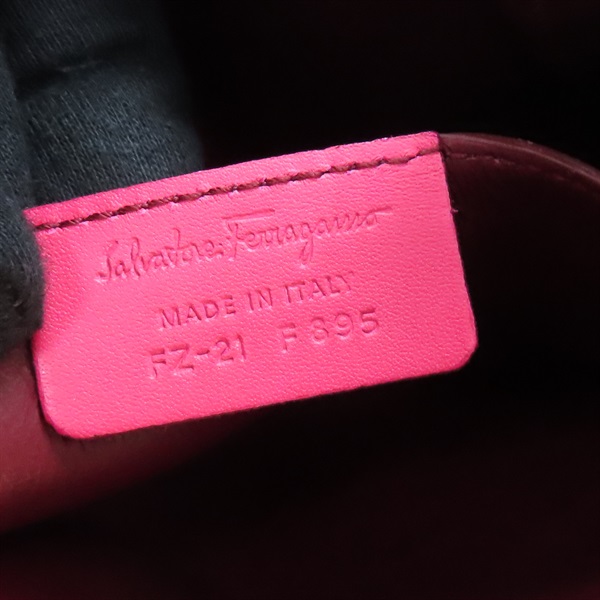 Salvatore Ferragamo
MADE IN ITALY
FZ-21 F895